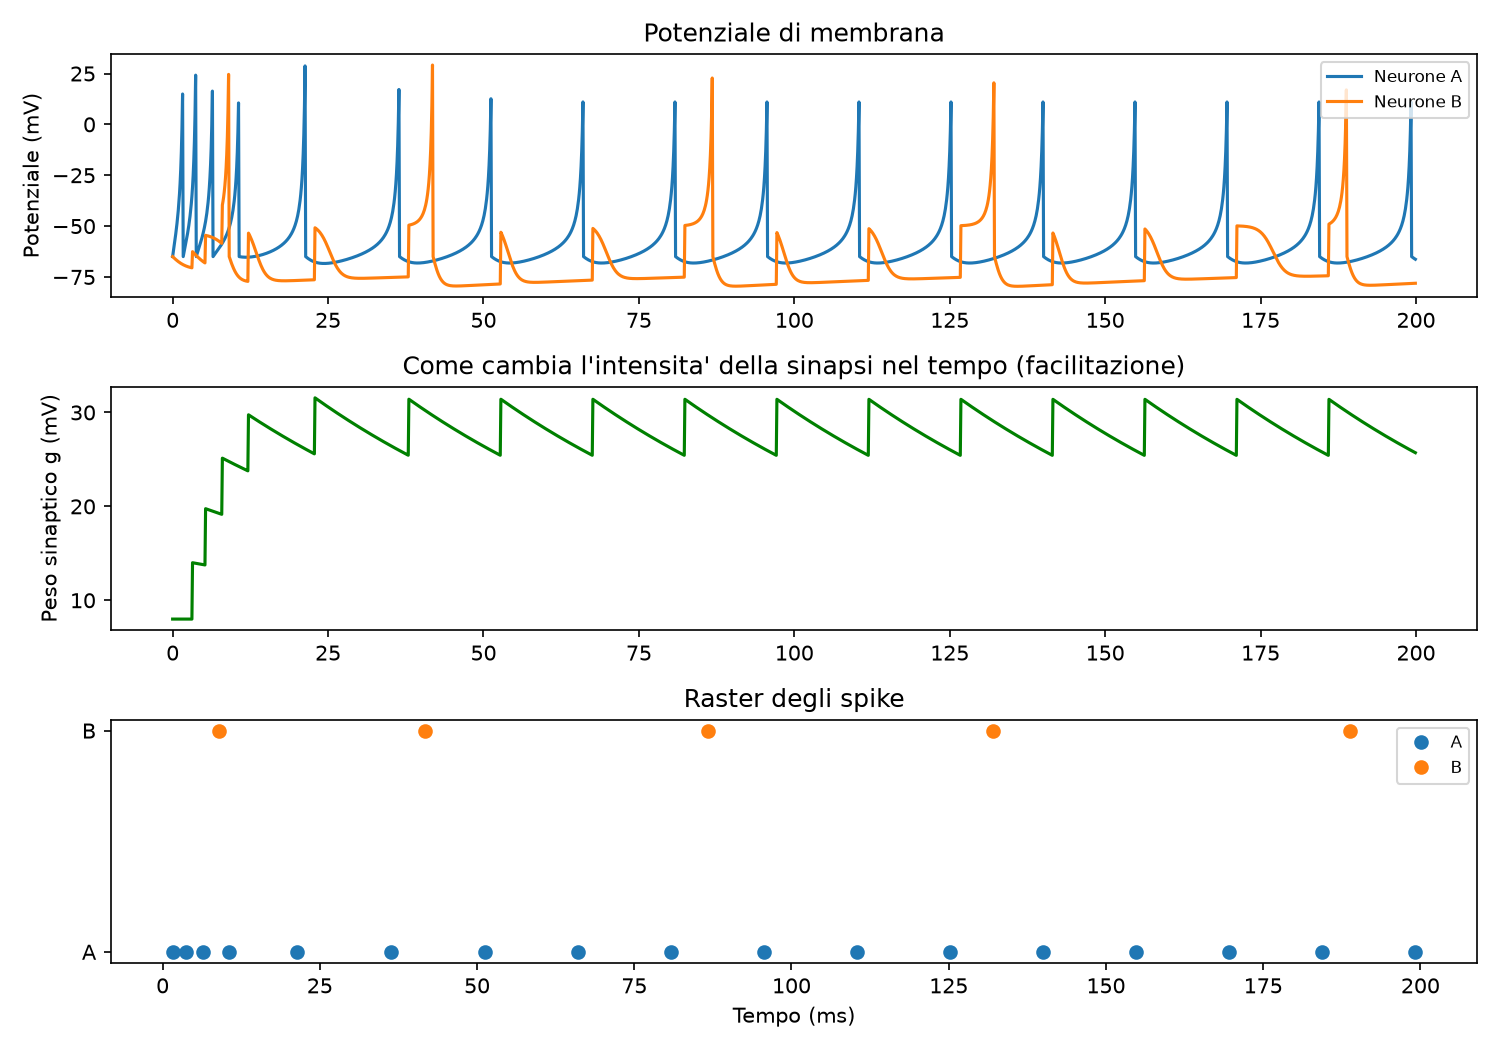 Potenziale di membrana
Potenziale (mV)
25
0
−25
−50
−75
Neurone A
Neurone B
0 25 50 75 100 125 150 175 200
Come cambia l'intensita' della sinapsi nel tempo (facilitazione)
Peso sinaptico g (mV)
30
20
10
0 25 50 75 100 125 150 175 200
Raster degli spike
B
A
A
B
0 25 50 75 100 125 150 175 200
Tempo (ms)